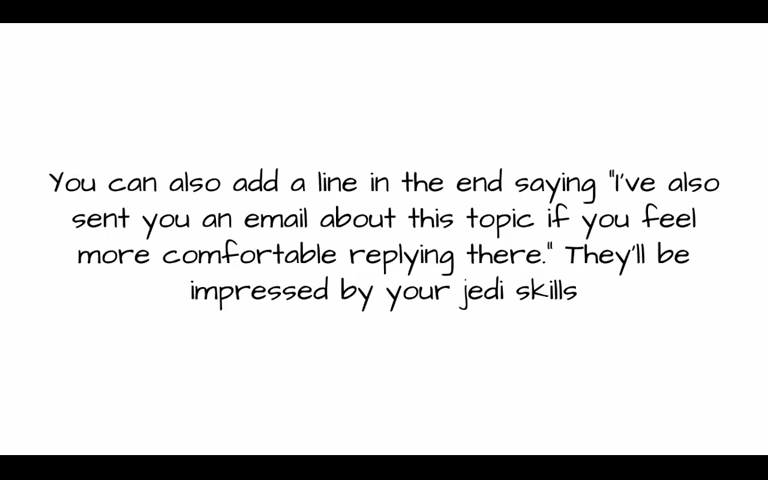 You can also add a line in the end saying "I've also
sent you an email about this topic if you feel
more comfortable replying there." They'll be
impressed by your jedi skills